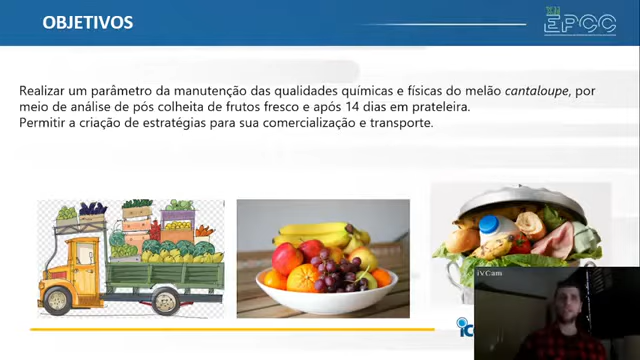 OBJETIVOS
XII
EPCC
Realizar um parâmetro da manutenção das qualidades químicas e físicas do melão cantaloupe, por
meio de análise de pós colheita de frutos fresco e após 14 dias em prateleira.
Permitir a criação de estratégias para sua comercialização e transporte.
iVCam